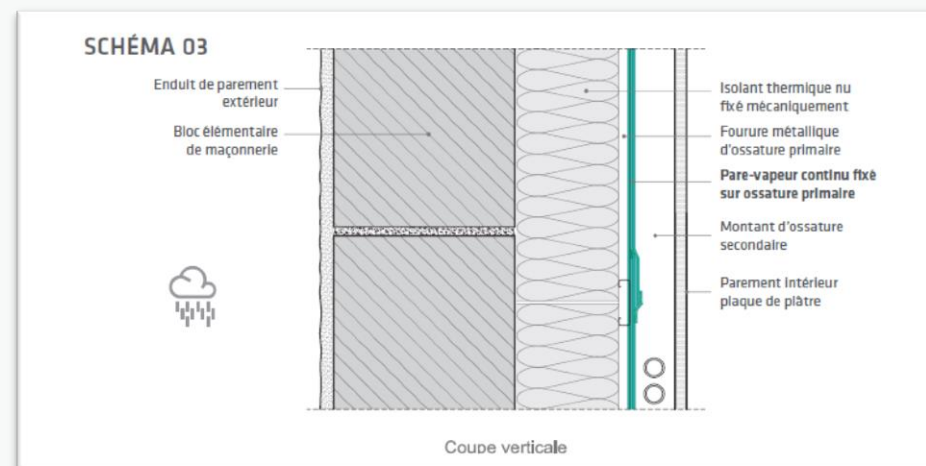 SCHÉMA 03
Enduit de parement
extérieur
Bloc élémentaire
de maçonnerie
Isolant thermique nu
fixé mécaniquement
Fourure métallique
d'ossature primaire
Pare-vapeur continu fixé
sur ossature primaire
Montant d'ossature
secondaire
Parement intérieur
plaque de plâtre
Coupe verticale